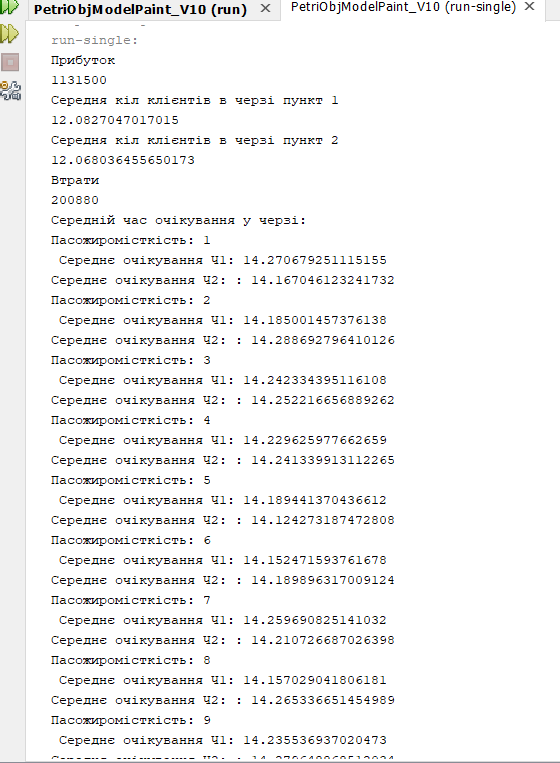 PetriObjModelPaint_V10 (run) PetriObjModelPaint_V10 (run-single)
run-single:
Прибуток
1131500
Середня кіл клієнтів в черзі пункт 1
12.0827047017015
Середня кіл клієнтів в черзі пункт 2
12.068036455650173
Втрати
200880
Середній час очікування у черзі:
Пасожиромісткість: 1
Середнє очікування Ч1: 14.270679251115155
Середнє очікування Ч2: : 14.167046123241732
Пасожиромісткість: 2
Середнє очікування Ч1: 14.185001457376138
Середнє очікування Ч2: : 14.288692796410126
Пасожиромісткість: 3
Середнє очікування Ч1: 14.242334395116108
Середнє очікування Ч2: : 14.252216656889262
Пасожиромісткість: 4
Середнє очікування Ч1: 14.229625977662659
Середнє очікування Ч2: : 14.241339913112265
Пасожиромісткість: 5
Середнє очікування Ч1: 14.189441370436612
Середнє очікування Ч2: : 14.124273187472808
Пасожиромісткість: 6
Середнє очікування Ч1: 14.152471593761678
Середнє очікування Ч2: : 14.189896317009124
Пасожиромісткість: 7
Середнє очікування Ч1: 14.259690825141032
Середнє очікування Ч2: : 14.210726687026398
Пасожиромісткість: 8
Середнє очікування Ч1: 14.157029041806181
Середнє очікування Ч2: : 14.265336651454989
Пасожиромісткість: 9
Середнє очікування Ч1: 14.235536937020473
Середнє очікування Ч2: :